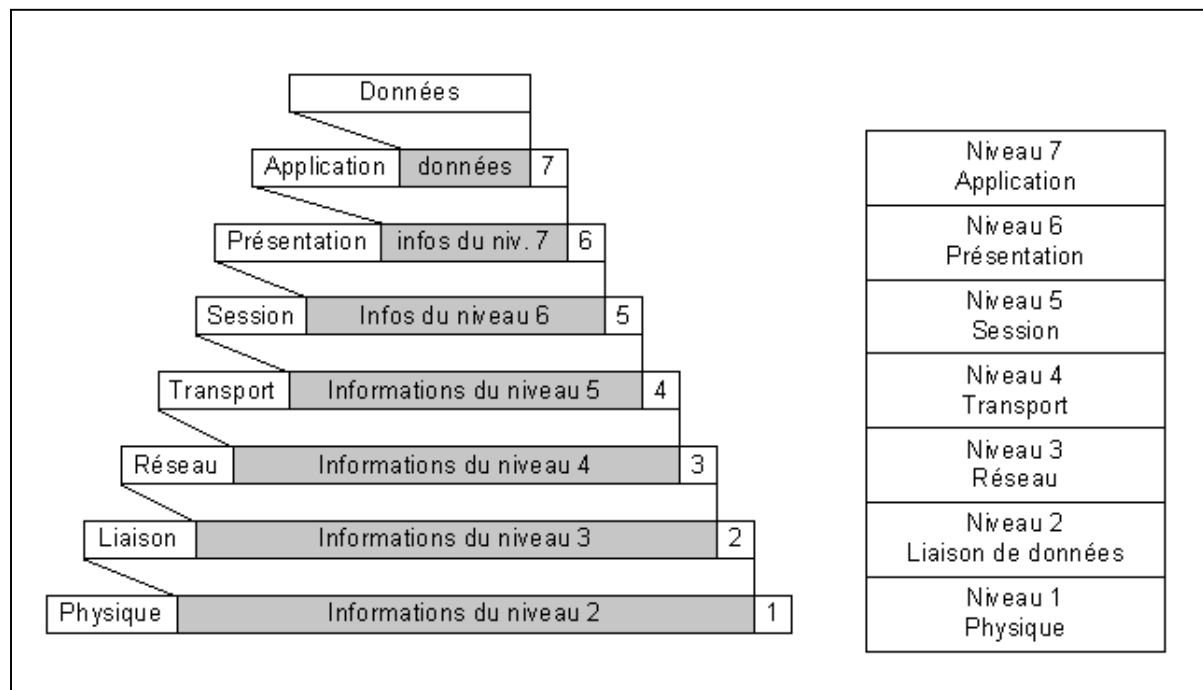 Données
Application données 7
Présentation infos du niv. 7 6
Session Infos du niveau 6 5
Transport Informations du niveau 5 4
Réseau Informations du niveau 4 3
Liaison Informations du niveau 3 2
Physique Informations du niveau 2 1
Niveau 7
Application
Niveau 6
Présentation
Niveau 5
Session
Niveau 4
Transport
Niveau 3
Réseau
Niveau 2
Liaison de données
Niveau 1
Physique